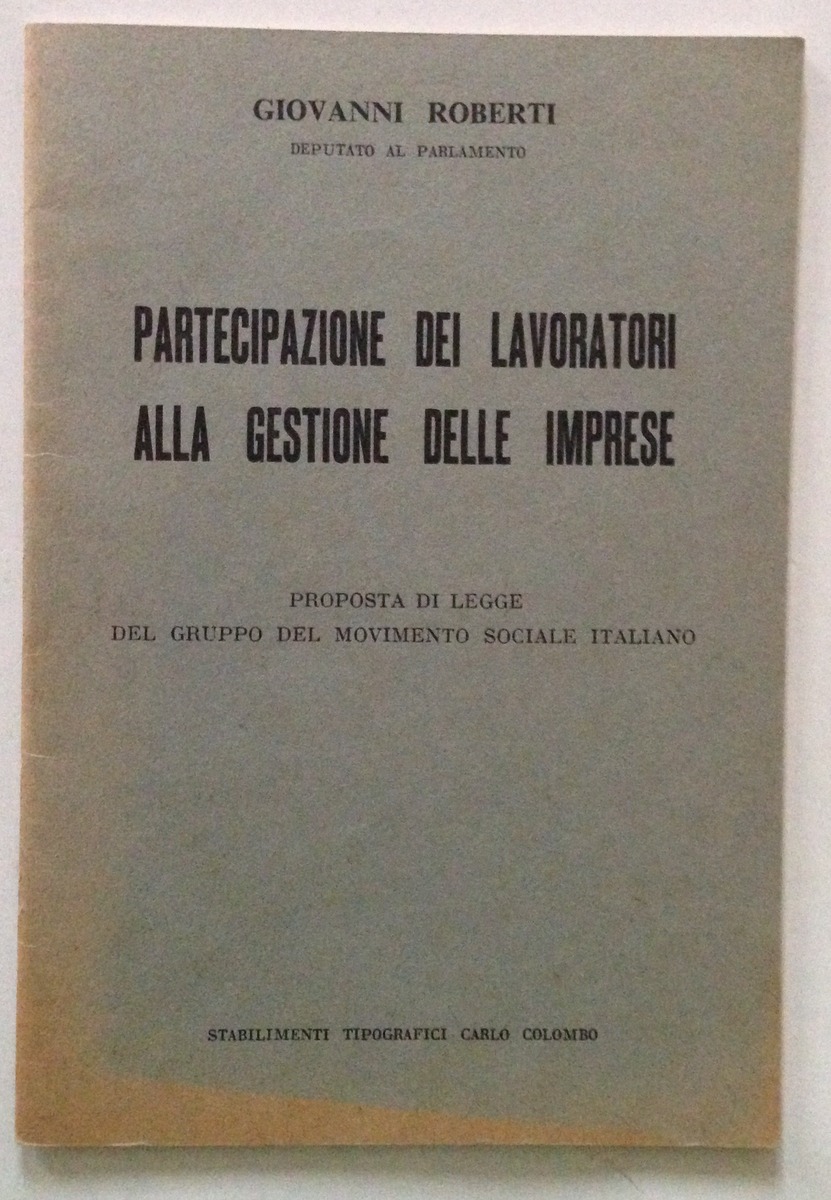 GIOVANNI ROBERTI
DEPUTATO AL PARLAMENTO
PARTECIPAZIONE DEI LAVORATORI
ALLA GESTIONE DELLE IMPRESE
PROPOSTA DI LEGGE
DEL GRUPPO DEL MOVIMENTO SOCIALE ITALIANO
STABILIMENTI TIPOGRAFICI CARLO COLOMBO